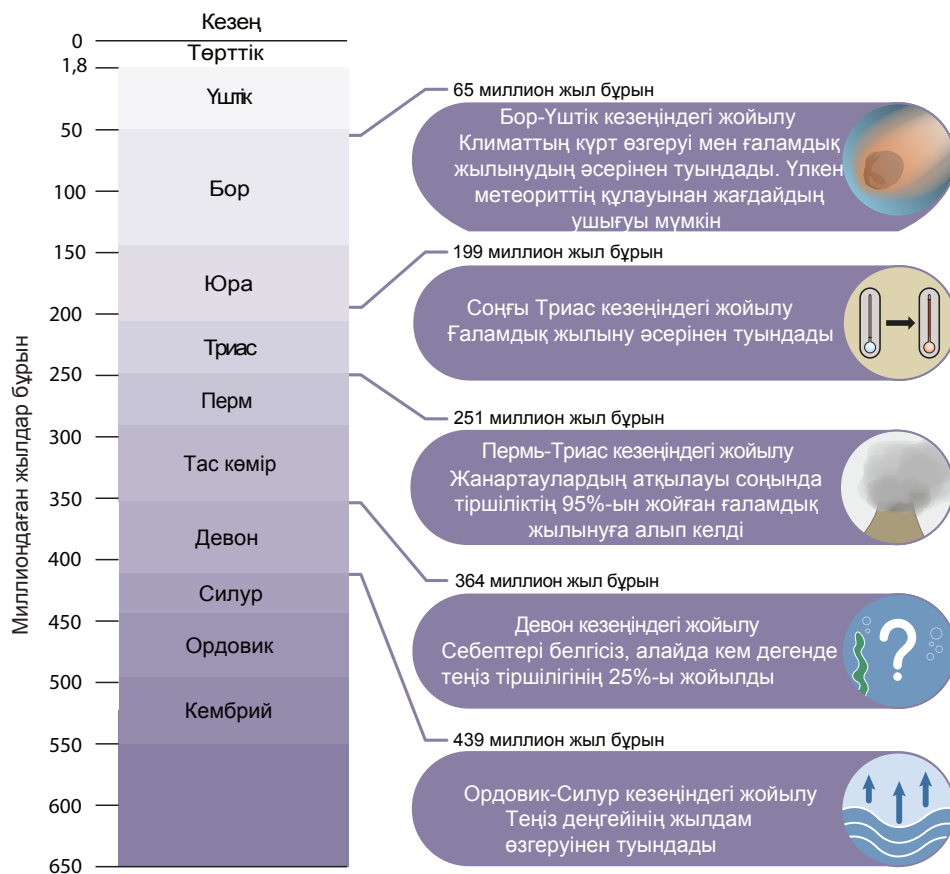 Кезең
0
Төрттік
1,8
Үштік
50
Бор
100
150
Юра
200
Триас
250
Перм
300
Тас көмір
350
Девон
400
Силур
450
Ордовик
500
Кембрий
550
600
650
Миллиондаған жылдар бұрын
65 миллион жыл бұрын
Бор-Үштік кезеңіндегі жойылу
Климаттың күрт өзгеруі мен ғаламдық
жылынудың әсерінен туындады. Үлкен
метеориттің құлауынан жағдайдың
ушығуы мүмкін
199 миллион жыл бұрын
Соңғы Триас кезеңіндегі жойылу
Ғаламдық жылыну әсерінен туындады
251 миллион жыл бұрын
Пермь-Триас кезеңіндегі жойылу
Жанартаулардың атқылауы соңында
тіршіліктің 95%-ын жойған ғаламдық
жылынуға алып келді
364 миллион жыл бұрын
Девон кезеңіндегі жойылу
Себептері белгісіз, алайда кем дегенде
теңіз тіршілігінің 25%-ы жойылды
?
439 миллион жыл бұрын
Ордовик-Силур кезеңіндегі жойылу
Теңіз деңгейінің жылдам
өзгеруінен туындады